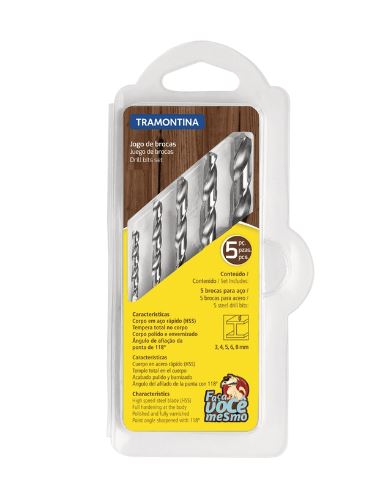 TRAMONTINA
Jogo de brocas
Juego de brocas
Drill bits set
5 pç.
pzas.
pcs.
Conteúdo /
Contenido / Set includes:
5 brocas para aço /
5 brocas para acero /
5 steel drill bits:
3, 4, 5, 6, 8 mm
Características
Corpo em aço rápido (HSS)
Tempera total no corpo
Corpo polido e envernizado
Ângulo de afiação da
ponta de 118°
Características
Cuerpo en acero rápido (HSS)
Temple total en el cuerpo
Acabado pulido y barnizado
Ángulo del afilado de la punta con 118°
Characteristics
High speed steel blade (HSS)
Full hardening at the body
Polished and fully varnished
Point angle sharpened with 118°
Faça
você
mesmo